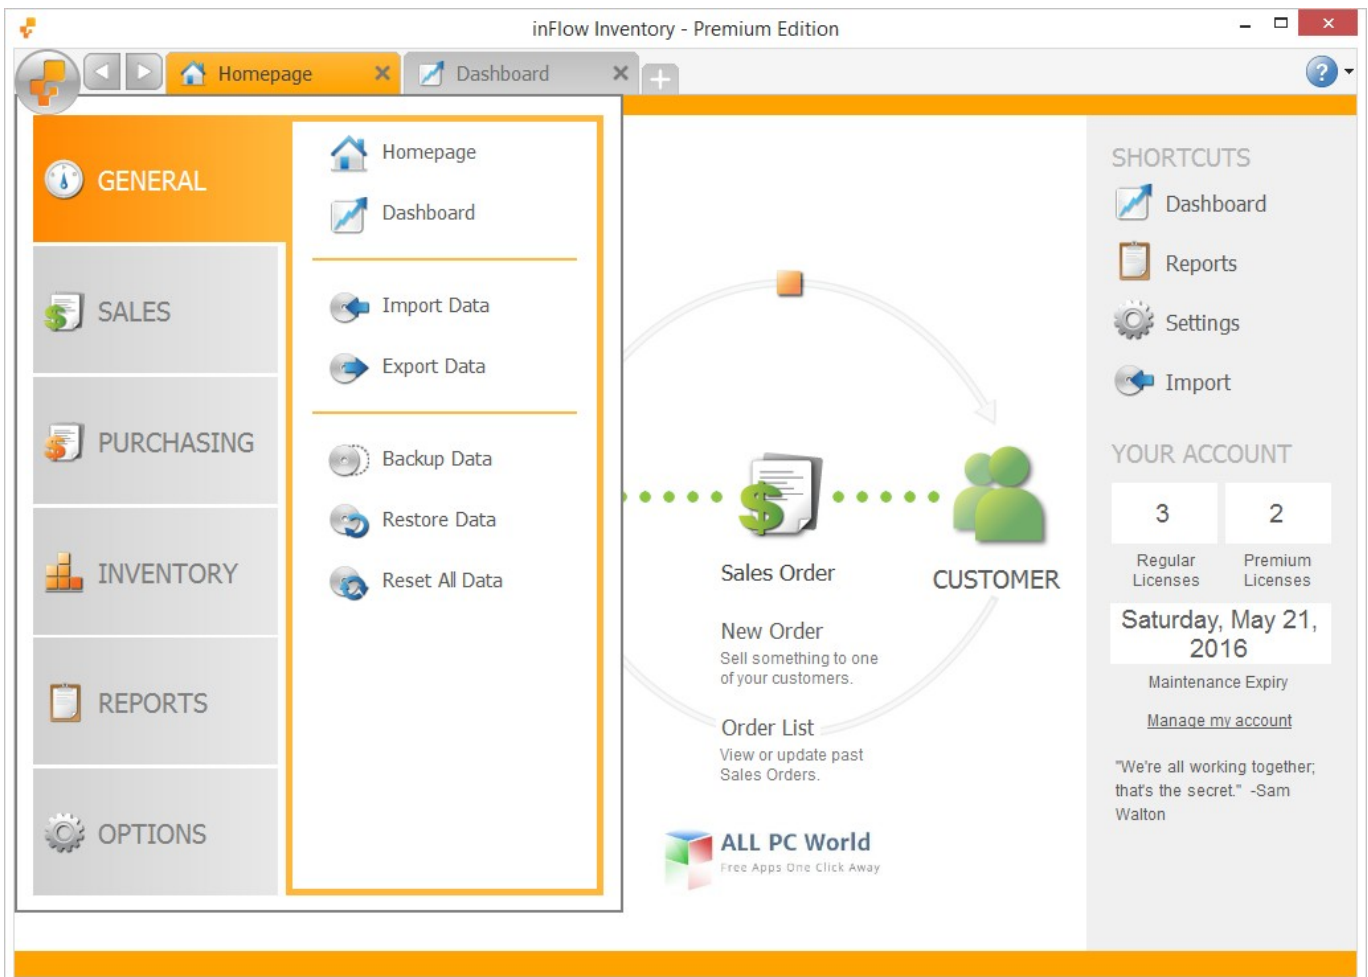 inFlow Inventory - Premium Edition
Homepage
Dashboard
GENERAL
SALES
PURCHASING
INVENTORY
REPORTS
OPTIONS
Homepage
Dashboard
Import Data
Export Data
Backup Data
Restore Data
Reset All Data
Sales Order
New Order
Sell something to one
of your customers.
Order List
View or update past
Sales Orders.
CUSTOMER
ALL PC World
Free Apps One Click Away
SHORTCUTS
Dashboard
Reports
Settings
Import
YOUR ACCOUNT
3
Regular
Licenses
2
Premium
Licenses
Saturday, May 21,
2016
Maintenance Expiry
Manage my account
"We're all working together;
that's the secret." -Sam
Walton